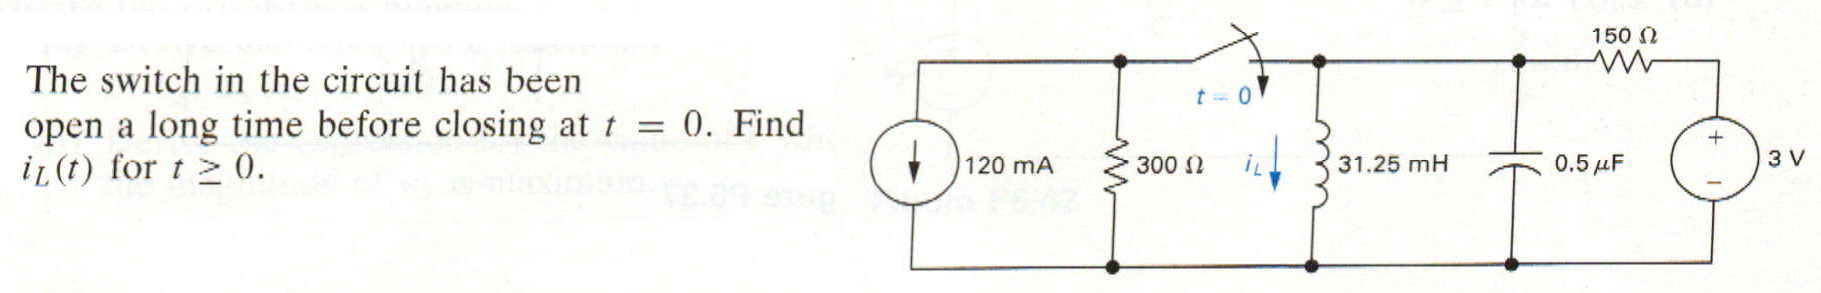 The switch in the circuit has been
open a long time before closing at t = 0. Find
i_L(t) for t ≥ 0.
150 Ω
t = 0
120 mA
300 Ω
i_L
31.25 mH
0.5 μF
+
−
3 V